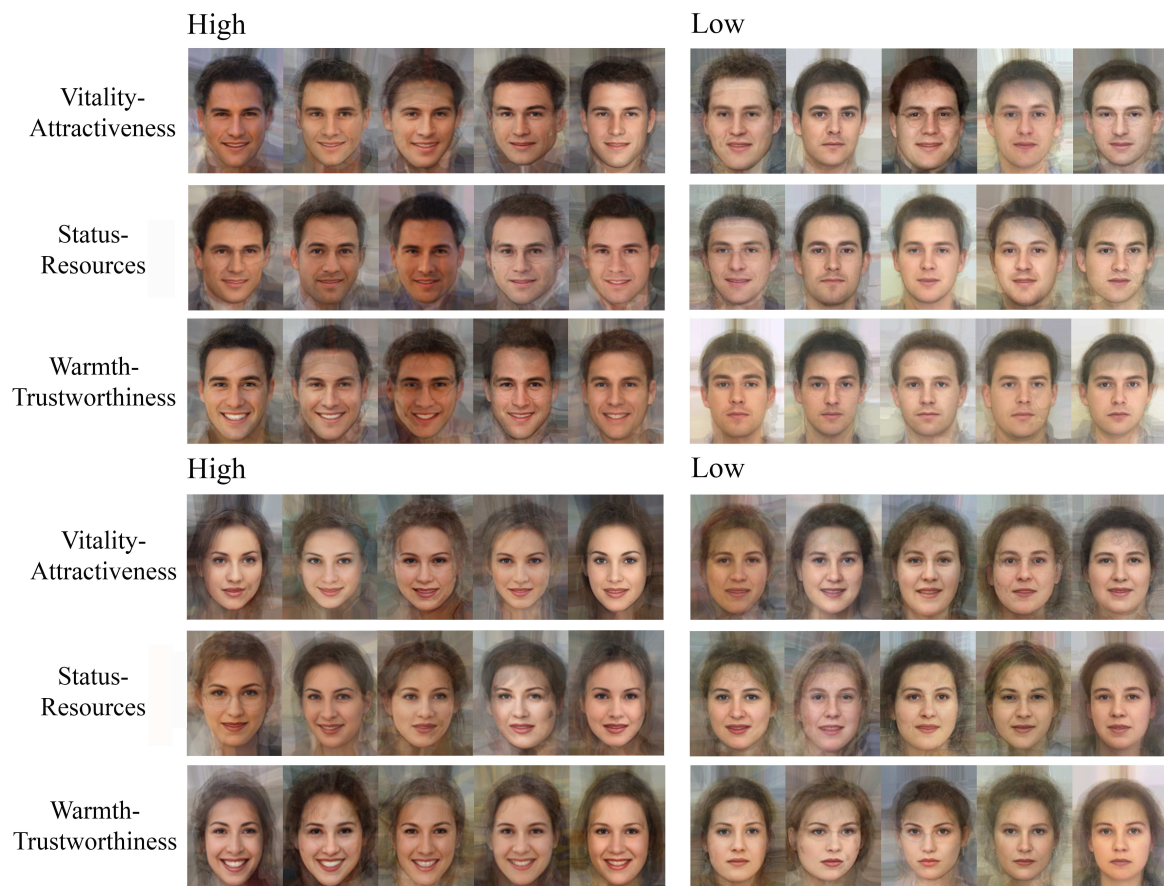 High
Low
Vitality-
Attractiveness
Status-
Resources
Warmth-
Trustworthiness
High
Low
Vitality-
Attractiveness
Status-
Resources
Warmth-
Trustworthiness